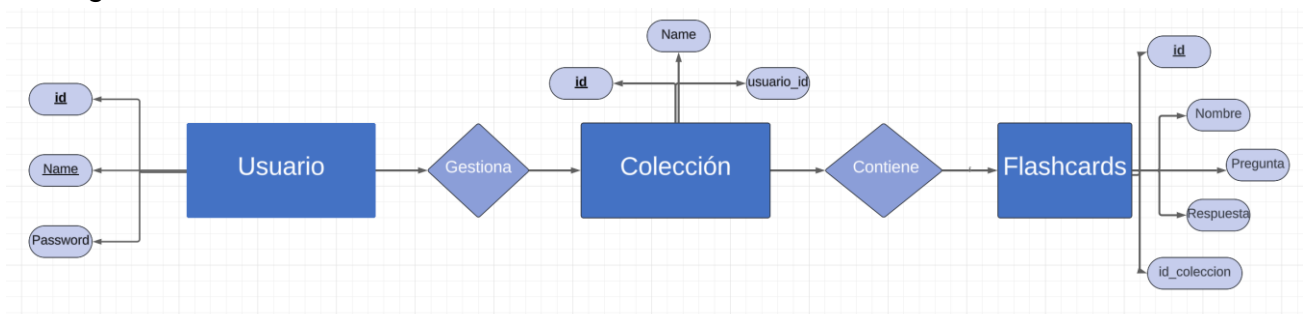 Name
id
usuario_id
id
Name
Password
Usuario
Gestiona
Colección
Contiene
Flashcards
id
Nombre
Pregunta
Respuesta
id_coleccion